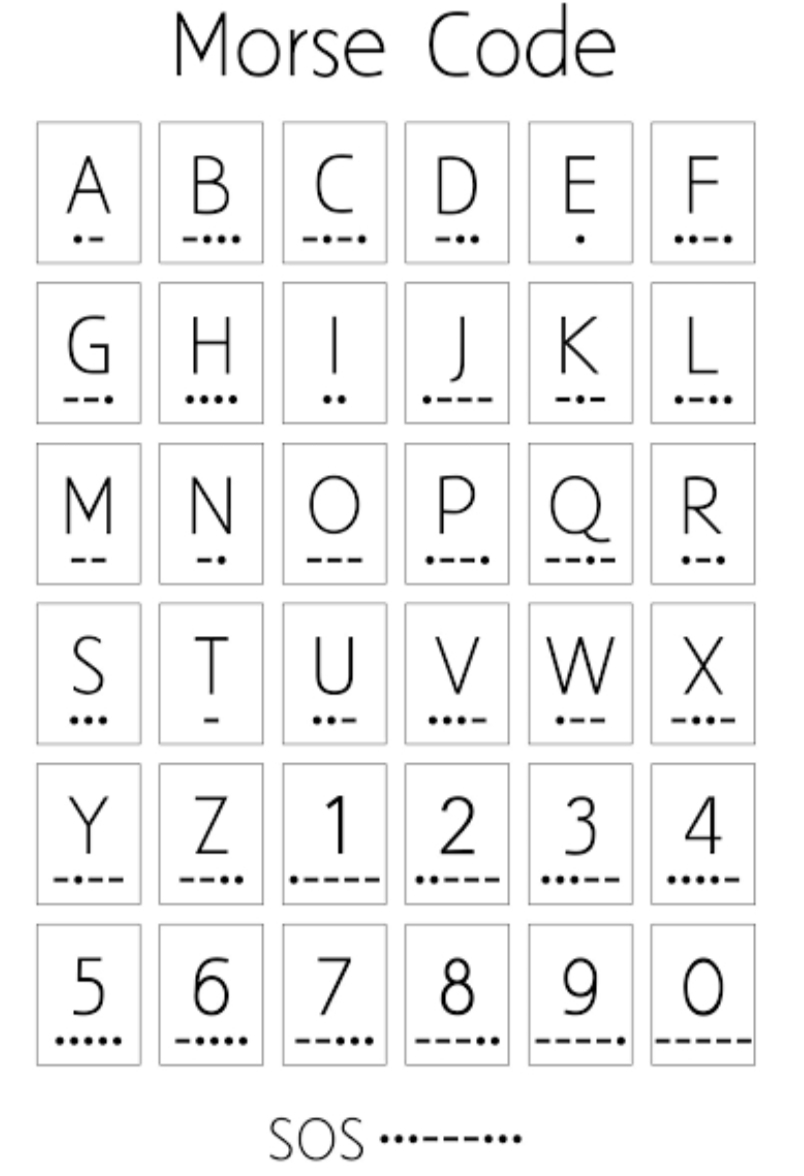 Morse Code
A B C D E F
•– –••• –•–• –•• • ••–•
G H I J K L
––• •••• •• •––– –•– •–••
M N O P Q R
–– –• ––– •––• ––•– •–•
S T U V W X
••• – ••– •••– •–– –••–
Y Z 1 2 3 4
–•–– ––•• •–––– ••––– •••–– ••••–
5 6 7 8 9 0
••••• –•••• ––••• –––•• ––––• –––––
SOS •••–––•••